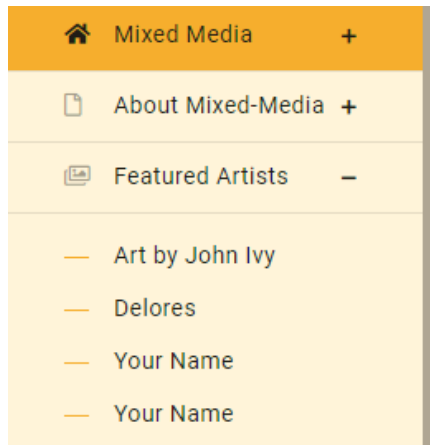 Mixed Media +
About Mixed-Media +
Featured Artists –
— Art by John Ivy
— Delores
— Your Name
— Your Name